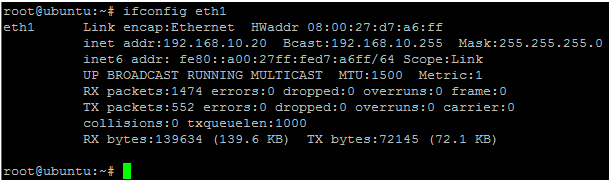 root@ubuntu:~# ifconfig eth1
eth1      Link encap:Ethernet  HWaddr 08:00:27:d7:a6:ff
          inet addr:192.168.10.20  Bcast:192.168.10.255  Mask:255.255.255.0
          inet6 addr: fe80::a00:27ff:fed7:a6ff/64 Scope:Link
          UP BROADCAST RUNNING MULTICAST  MTU:1500  Metric:1
          RX packets:1474 errors:0 dropped:0 overruns:0 frame:0
          TX packets:552 errors:0 dropped:0 overruns:0 carrier:0
          collisions:0 txqueuelen:1000
          RX bytes:139634 (139.6 KB)  TX bytes:72145 (72.1 KB)
root@ubuntu:~#